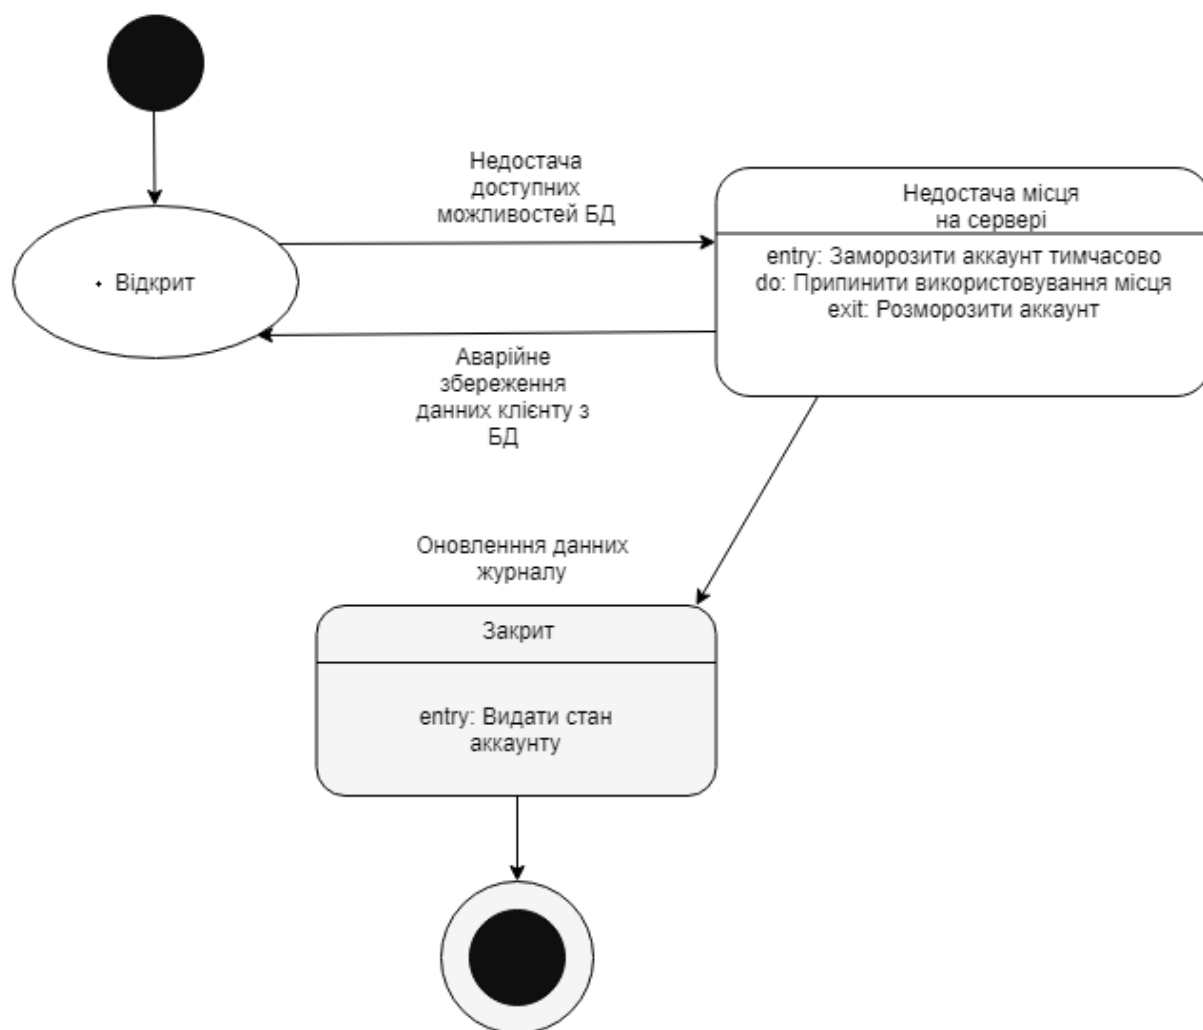 Недостача
доступних
можливостей БД
Недостача місця
на сервері
entry: Заморозити аккаунт тимчасово
do: Припинити використовування місця
exit: Розморозити аккаунт
• Відкрит
Аварійне
збереження
данних клієнту з
БД
Оновленння данних
журналу
Закрит
entry: Видати стан
аккаунту